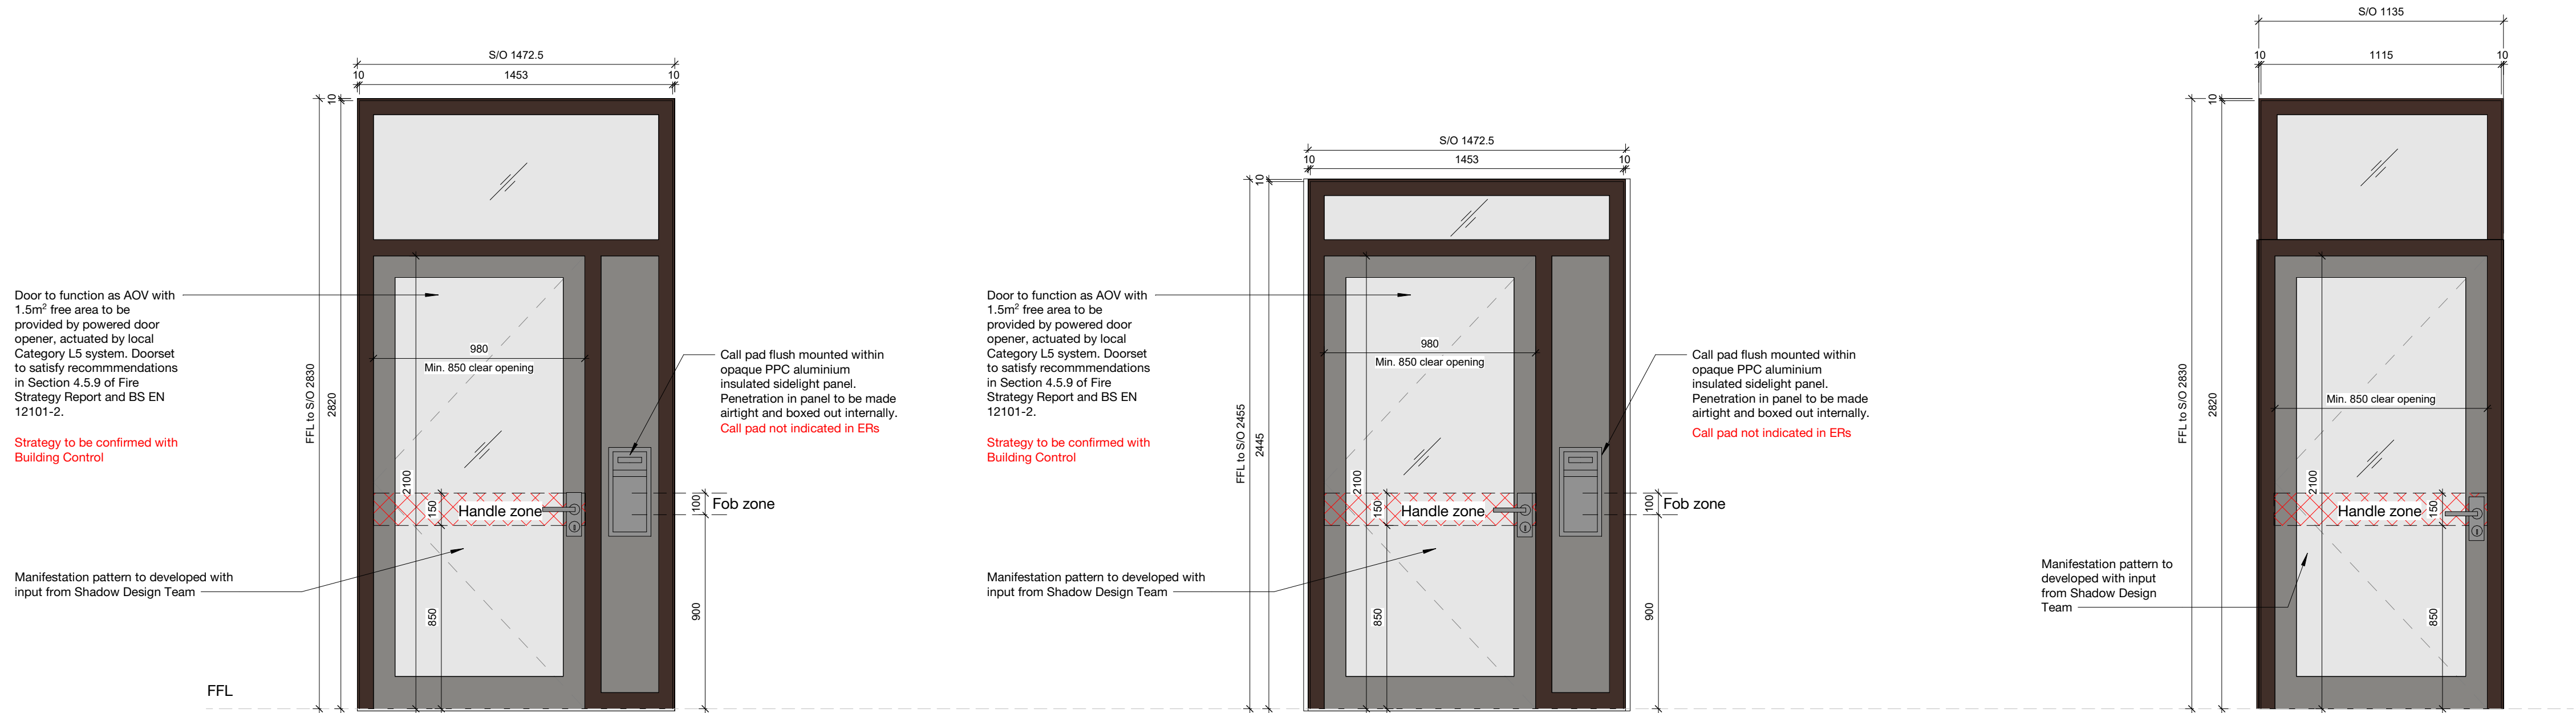 S/O 1472.5
10
1453
10
10
FFL to S/O 2830
2820
Door to function as AOV with
1.5m² free area to be
provided by powered door
opener, actuated by local
Category L5 system. Doorset
to satisfy recommmendations
in Section 4.5.9 of Fire
Strategy Report and BS EN
12101-2.
Strategy to be confirmed with
Building Control
980
Min. 850 clear opening
Call pad flush mounted within
opaque PPC aluminium
insulated sidelight panel.
Penetration in panel to be made
airtight and boxed out internally.
Call pad not indicated in ERs
2100
150
Handle zone
100
Fob zone
Manifestation pattern to developed with
input from Shadow Design Team
850
900
FFL
S/O 1472.5
10
1453
10
10
FFL to S/O 2455
2445
Door to function as AOV with
1.5m² free area to be
provided by powered door
opener, actuated by local
Category L5 system. Doorset
to satisfy recommmendations
in Section 4.5.9 of Fire
Strategy Report and BS EN
12101-2.
Strategy to be confirmed with
Building Control
980
Min. 850 clear opening
Call pad flush mounted within
opaque PPC aluminium
insulated sidelight panel.
Penetration in panel to be made
airtight and boxed out internally.
Call pad not indicated in ERs
2100
150
Handle zone
100
Fob zone
Manifestation pattern to developed with
input from Shadow Design Team
850
900
S/O 1135
10
1115
10
10
FFL to S/O 2830
2820
Min. 850 clear opening
2100
Handle zone
150
Manifestation pattern to
developed with input
from Shadow Design
Team
850